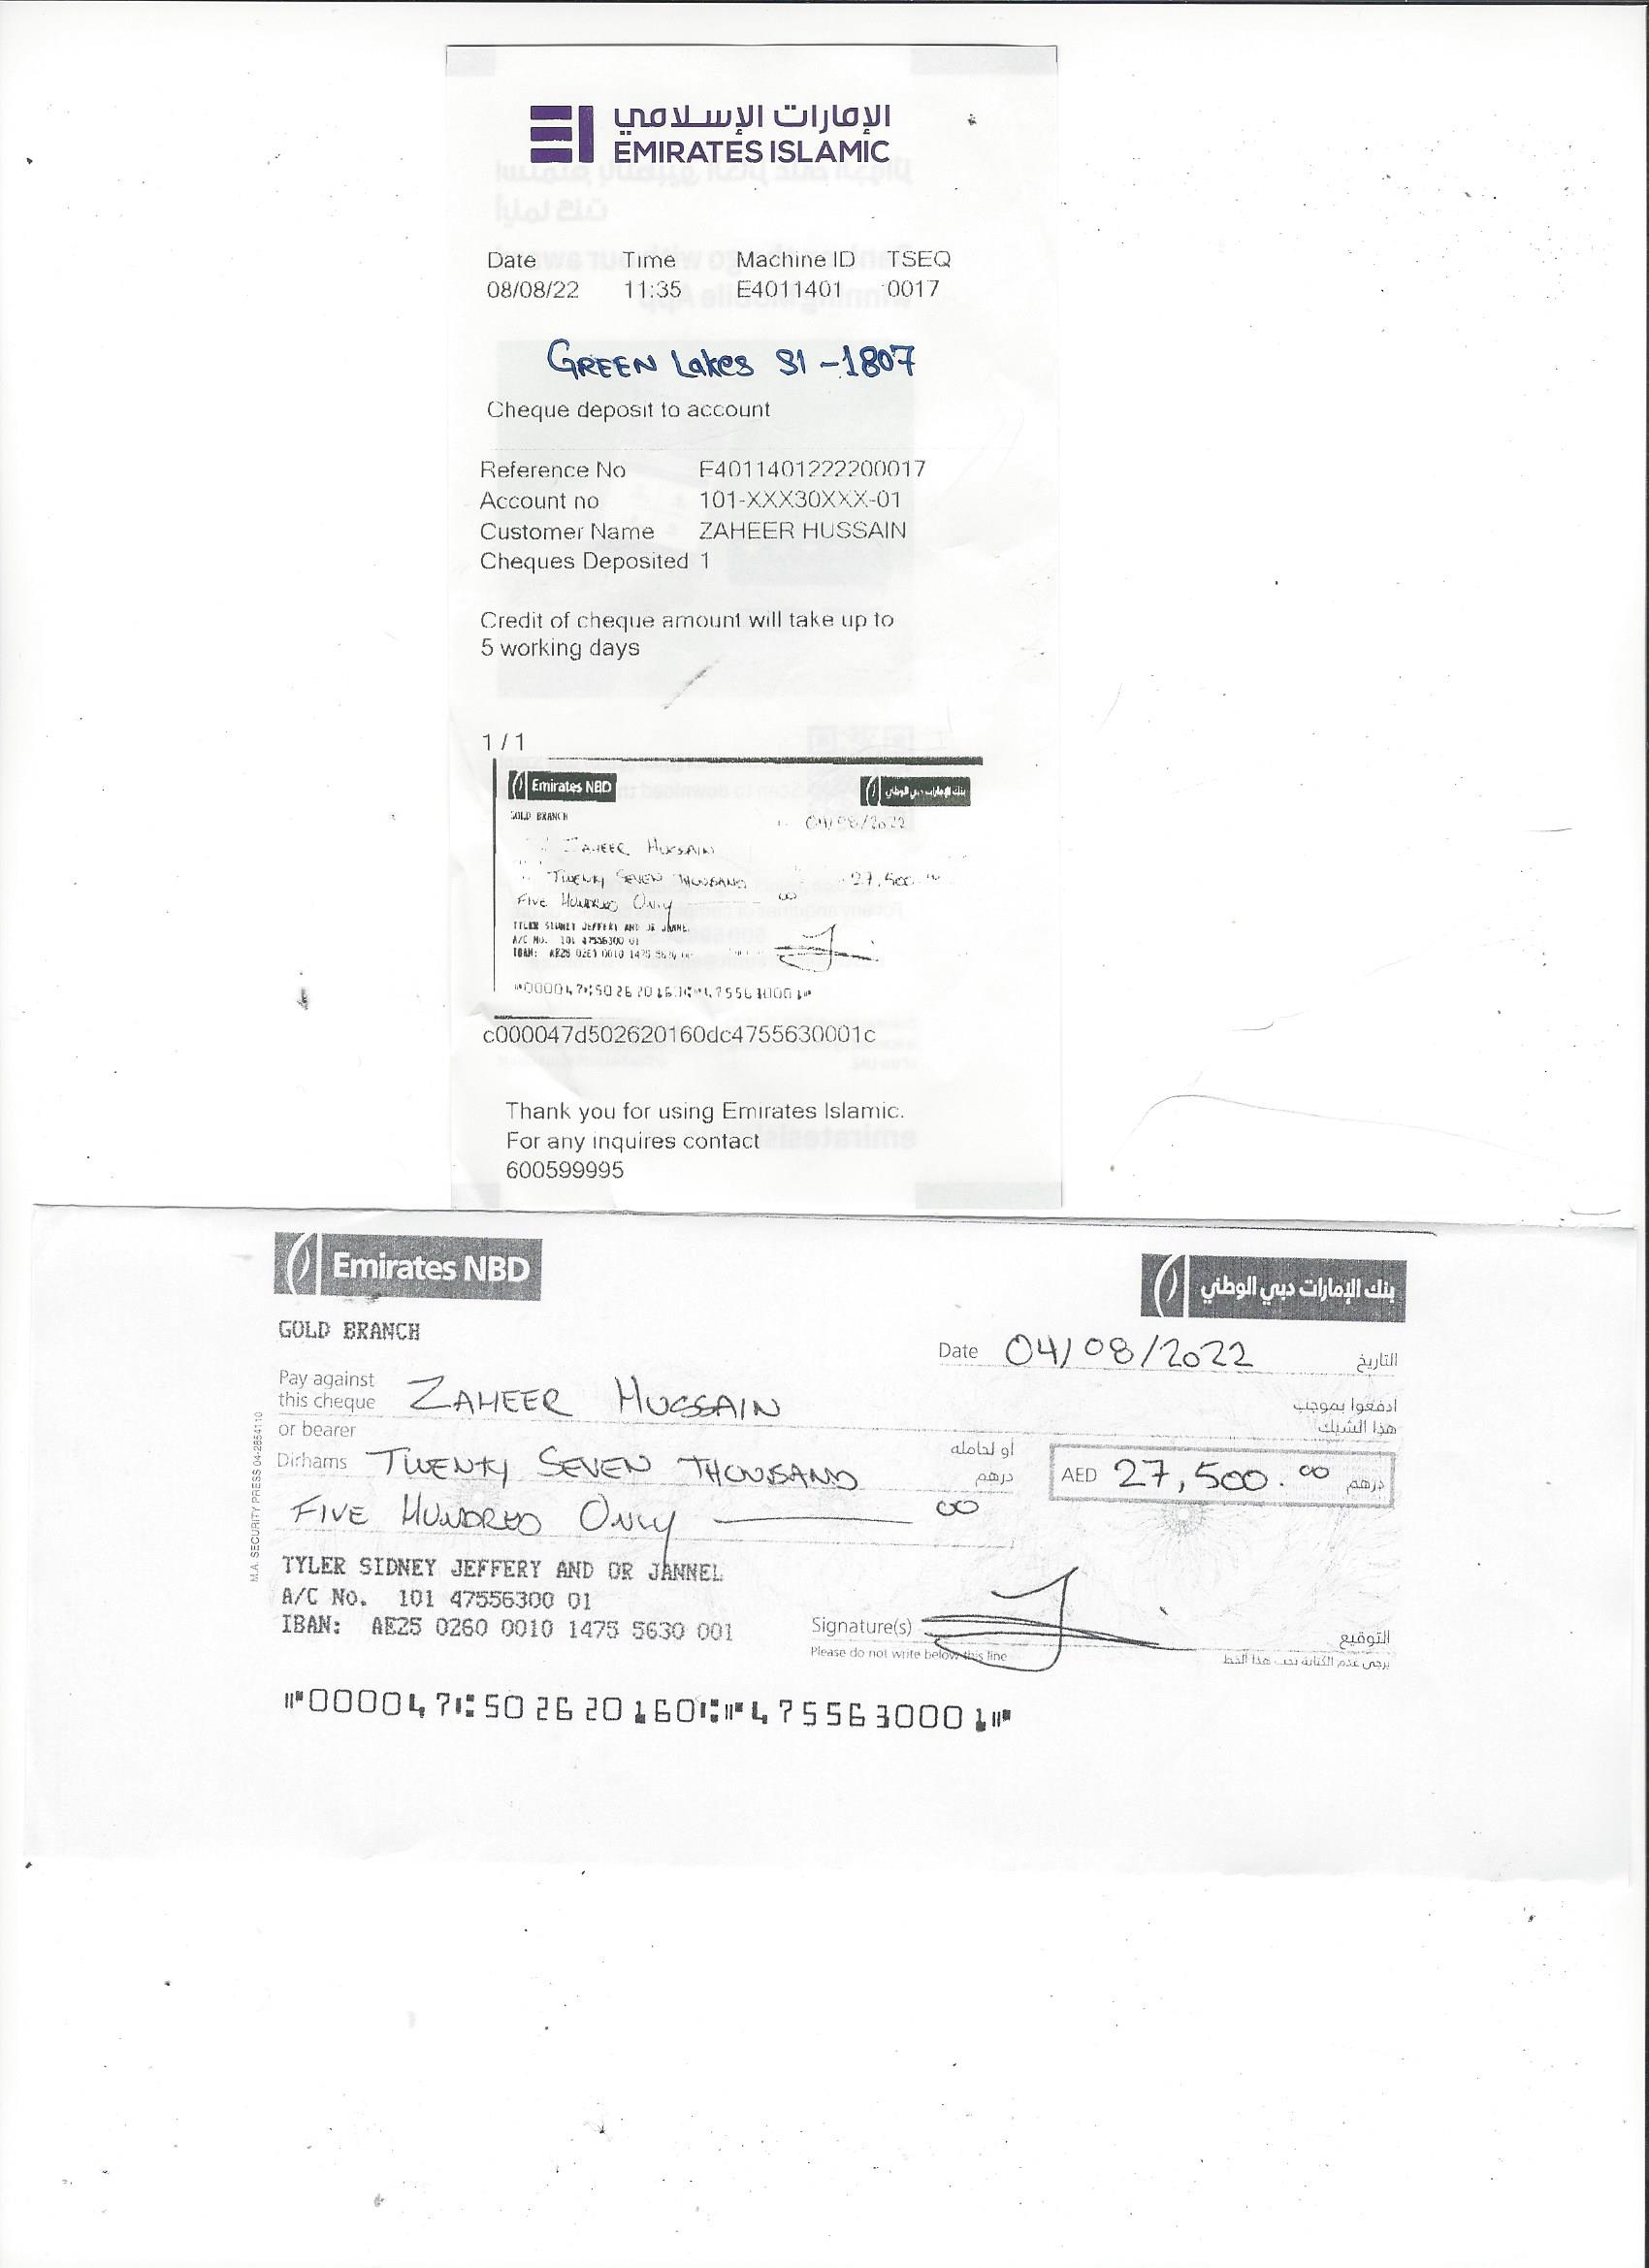 الإمارات الإسلامي
EMIRATES ISLAMIC
Date Time Machine ID TSEQ
08/08/22 11:35 E4011401 0017
GREEN Lakes S1-1807
Cheque deposit to account
Reference No E4011401222200017
Account no 101-XXX30XXX-01
Customer Name ZAHEER HUSSAIN
Cheques Deposited 1
Credit of cheque amount will take up to
5 working days
1 / 1
Emirates NBD بنك الإمارات دبي الوطني
GOLD BRANCH 04/08/2022
ZAHEER HUSSAIN
TWENTY SEVEN THOUSAND 27,500.00
FIVE HUNDRED ONLY 00
TYLER SIDNEY JEFFERY AND OR JANNEL
A/C No. 101 47556300 01
IBAN: AE25 0260 0010 1475 5630
c000047d502620160dc4755630001c
Thank you for using Emirates Islamic.
For any inquires contact
600599995
Emirates NBD بنك الإمارات دبي الوطني
GOLD BRANCH
Date 04/08/2022 التاريخ
Pay against this cheque ZAHEER HUSSAIN ادفعوا بموجب هذا الشيك
or bearer أو لحامله
Dirhams TWENTY SEVEN THOUSAND درهم AED 27,500.00 درهم
FIVE HUNDRED ONLY 00
TYLER SIDNEY JEFFERY AND OR JANNEL
A/C No. 101 47556300 01
IBAN: AE25 0260 0010 1475 5630 001
Signature(s) التوقيع
Please do not write below this line يرجى عدم الكتابة تحت هذا الخط
⑈000047⑆502620160⑆⑈4755630001⑈
M.A. SECURITY PRESS 04-2854110